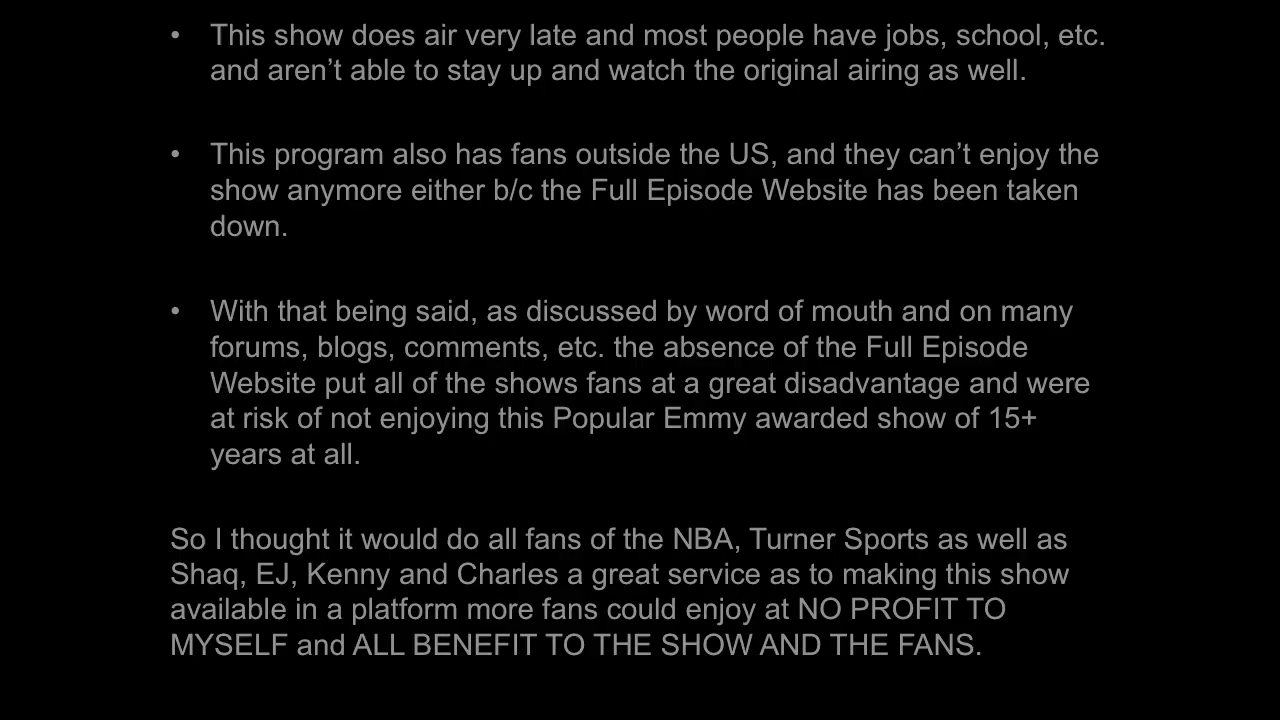 • This show does air very late and most people have jobs, school, etc.
and aren’t able to stay up and watch the original airing as well.
• This program also has fans outside the US, and they can’t enjoy the
show anymore either b/c the Full Episode Website has been taken
down.
• With that being said, as discussed by word of mouth and on many
forums, blogs, comments, etc. the absence of the Full Episode
Website put all of the shows fans at a great disadvantage and were
at risk of not enjoying this Popular Emmy awarded show of 15+
years at all.
So I thought it would do all fans of the NBA, Turner Sports as well as
Shaq, EJ, Kenny and Charles a great service as to making this show
available in a platform more fans could enjoy at NO PROFIT TO
MYSELF and ALL BENEFIT TO THE SHOW AND THE FANS.